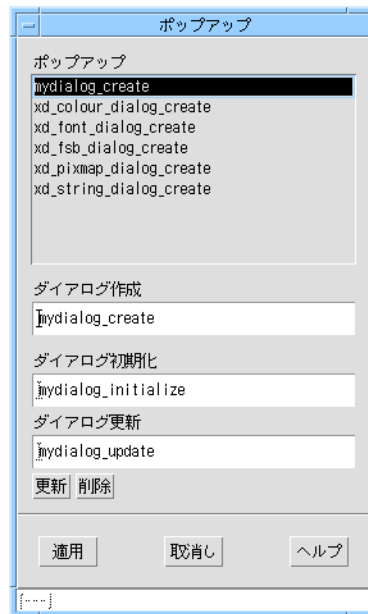 ポップアップ
ポップアップ
mydialog_create
xd_colour_dialog_create
xd_font_dialog_create
xd_fsb_dialog_create
xd_pixmap_dialog_create
xd_string_dialog_create
ダイアログ作成
mydialog_create
ダイアログ初期化
mydialog_initialize
ダイアログ更新
mydialog_update
更新 削除
適用 取消し ヘルプ
[---]